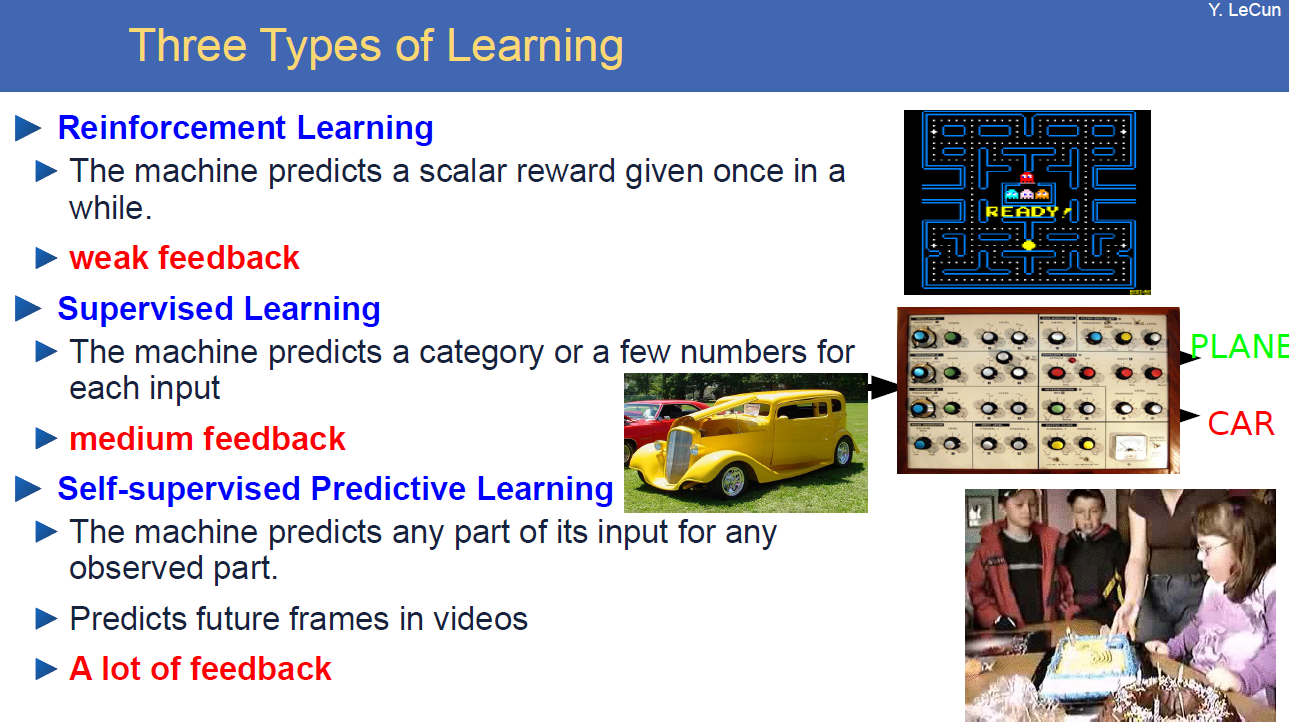 Y. LeCun
Three Types of Learning
Reinforcement Learning
The machine predicts a scalar reward given once in a
while.
weak feedback
READY!
Supervised Learning
The machine predicts a category or a few numbers for
each input
PLANE
CAR
medium feedback
Self-supervised Predictive Learning
The machine predicts any part of its input for any
observed part.
Predicts future frames in videos
A lot of feedback